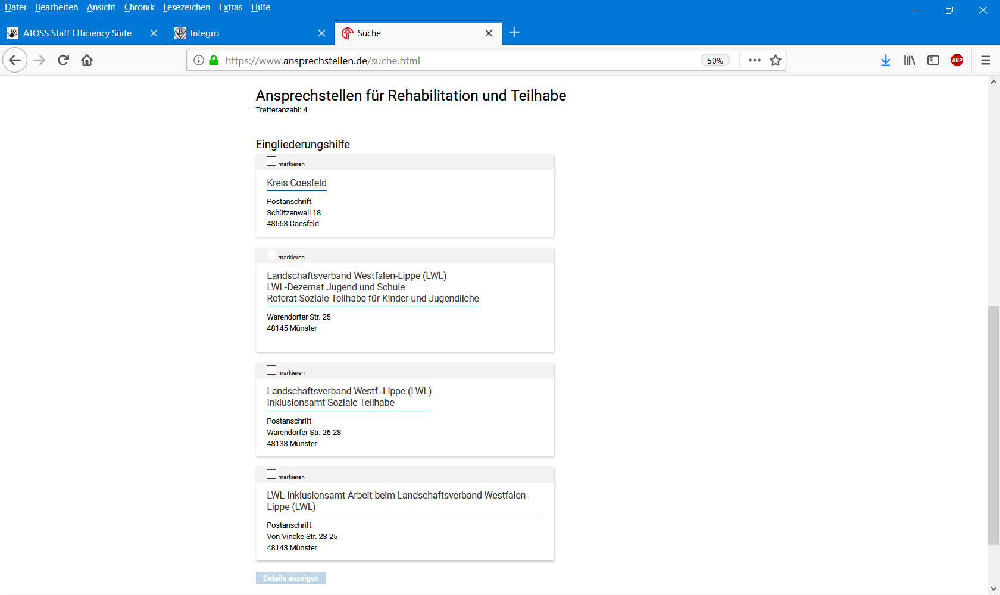 Datei Bearbeiten Ansicht Chronik Lesezeichen Extras Hilfe
ATOSS Staff Efficiency Suite
Integro
Suche
https://www.ansprechstellen.de/suche.html
50%
ABP
Ansprechstellen für Rehabilitation und Teilhabe
Trefferanzahl: 4
Eingliederungshilfe
markieren
Kreis Coesfeld
Postanschrift
Schützenwall 18
48653 Coesfeld
markieren
Landschaftsverband Westfalen-Lippe (LWL)
LWL-Dezernat Jugend und Schule
Referat Soziale Teilhabe für Kinder und Jugendliche
Warendorfer Str. 25
48145 Münster
markieren
Landschaftsverband Westf.-Lippe (LWL)
Inklusionsamt Soziale Teilhabe
Postanschrift
Warendorfer Str. 26-28
48133 Münster
markieren
LWL-Inklusionsamt Arbeit beim Landschaftsverband Westfalen-
Lippe (LWL)
Postanschrift
Von-Vincke-Str. 23-25
48143 Münster
Details anzeigen